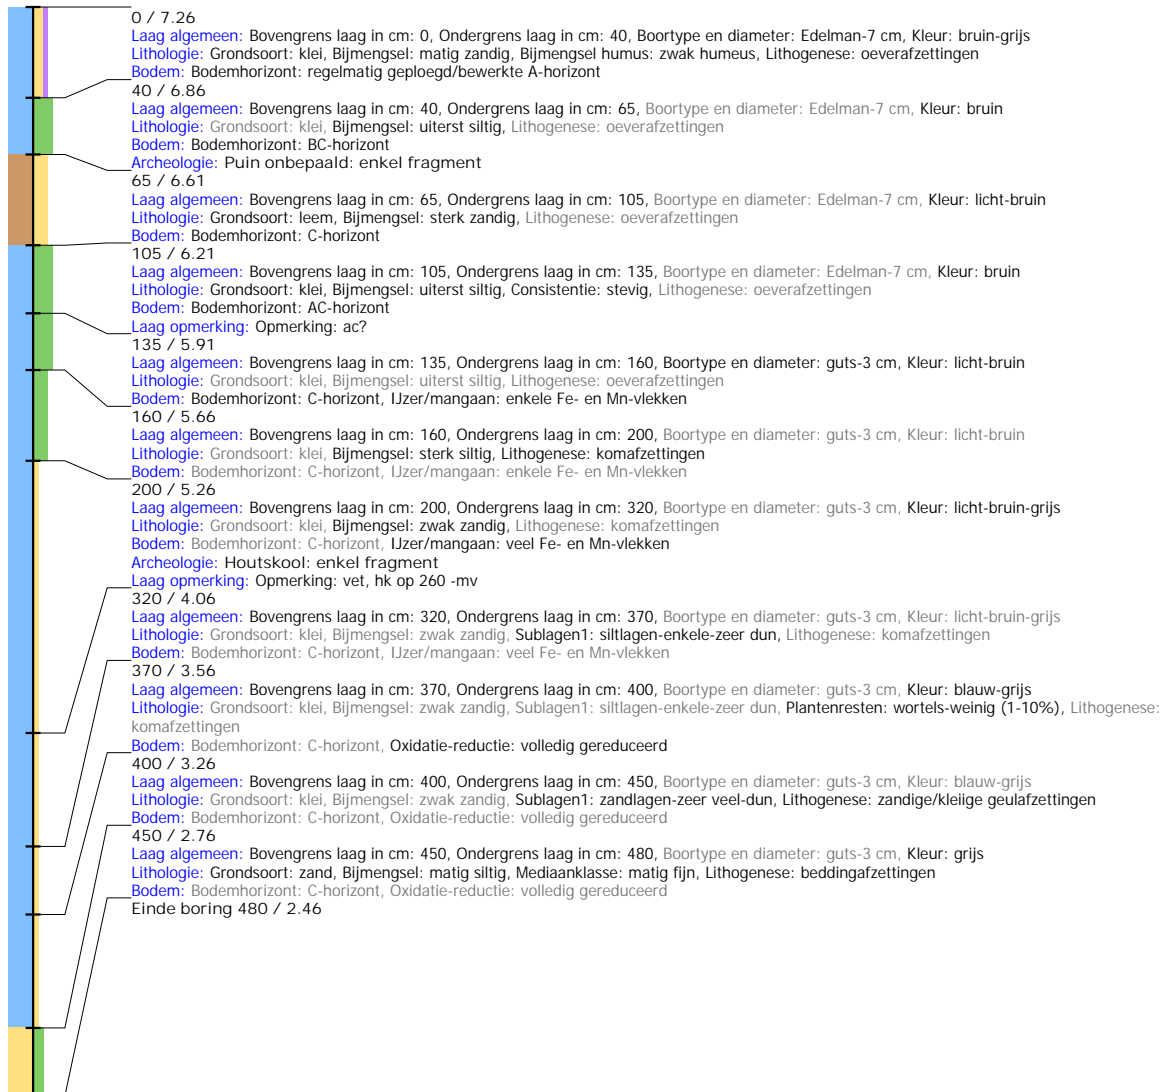 0 / 7.26
Laag algemeen: Bovengrens laag in cm: 0, Ondergrens laag in cm: 40, Boortype en diameter: Edelman-7 cm, Kleur: bruin-grijs
Lithologie: Grondsoort: klei, Bijmengsel: matig zandig, Bijmengsel humus: zwak humeus, Lithogenese: oeverafzettingen
Bodem: Bodemhorizont: regelmatig geploegd/bewerkte A-horizont
40 / 6.86
Laag algemeen: Bovengrens laag in cm: 40, Ondergrens laag in cm: 65, Boortype en diameter: Edelman-7 cm, Kleur: bruin
Lithologie: Grondsoort: klei, Bijmengsel: uiterst siltig, Lithogenese: oeverafzettingen
Bodem: Bodemhorizont: BC-horizont
Archeologie: Puin onbepaald: enkel fragment
65 / 6.61
Laag algemeen: Bovengrens laag in cm: 65, Ondergrens laag in cm: 105, Boortype en diameter: Edelman-7 cm, Kleur: licht-bruin
Lithologie: Grondsoort: leem, Bijmengsel: sterk zandig, Lithogenese: oeverafzettingen
Bodem: Bodemhorizont: C-horizont
105 / 6.21
Laag algemeen: Bovengrens laag in cm: 105, Ondergrens laag in cm: 135, Boortype en diameter: Edelman-7 cm, Kleur: bruin
Lithologie: Grondsoort: klei, Bijmengsel: uiterst siltig, Consistentie: stevig, Lithogenese: oeverafzettingen
Bodem: Bodemhorizont: AC-horizont
Laag opmerking: Opmerking: ac?
135 / 5.91
Laag algemeen: Bovengrens laag in cm: 135, Ondergrens laag in cm: 160, Boortype en diameter: guts-3 cm, Kleur: licht-bruin
Lithologie: Grondsoort: klei, Bijmengsel: uiterst siltig, Lithogenese: oeverafzettingen
Bodem: Bodemhorizont: C-horizont, IJzer/mangaan: enkele Fe- en Mn-vlekken
160 / 5.66
Laag algemeen: Bovengrens laag in cm: 160, Ondergrens laag in cm: 200, Boortype en diameter: guts-3 cm, Kleur: licht-bruin
Lithologie: Grondsoort: klei, Bijmengsel: sterk siltig, Lithogenese: komafzettingen
Bodem: Bodemhorizont: C-horizont, IJzer/mangaan: enkele Fe- en Mn-vlekken
200 / 5.26
Laag algemeen: Bovengrens laag in cm: 200, Ondergrens laag in cm: 320, Boortype en diameter: guts-3 cm, Kleur: licht-bruin-grijs
Lithologie: Grondsoort: klei, Bijmengsel: zwak zandig, Lithogenese: komafzettingen
Bodem: Bodemhorizont: C-horizont, IJzer/mangaan: veel Fe- en Mn-vlekken
Archeologie: Houtskool: enkel fragment
Laag opmerking: Opmerking: vet, hk op 260 -mv
320 / 4.06
Laag algemeen: Bovengrens laag in cm: 320, Ondergrens laag in cm: 370, Boortype en diameter: guts-3 cm, Kleur: licht-bruin-grijs
Lithologie: Grondsoort: klei, Bijmengsel: zwak zandig, Sublagen1: siltlagen-enkele-zeer dun, Lithogenese: komafzettingen
Bodem: Bodemhorizont: C-horizont, IJzer/mangaan: veel Fe- en Mn-vlekken
370 / 3.56
Laag algemeen: Bovengrens laag in cm: 370, Ondergrens laag in cm: 400, Boortype en diameter: guts-3 cm, Kleur: blauw-grijs
Lithologie: Grondsoort: klei, Bijmengsel: zwak zandig, Sublagen1: siltlagen-enkele-zeer dun, Plantenresten: wortels-weinig (1-10%), Lithogenese:
komafzettingen
Bodem: Bodemhorizont: C-horizont, Oxidatie-reductie: volledig gereduceerd
400 / 3.26
Laag algemeen: Bovengrens laag in cm: 400, Ondergrens laag in cm: 450, Boortype en diameter: guts-3 cm, Kleur: blauw-grijs
Lithologie: Grondsoort: klei, Bijmengsel: zwak zandig, Sublagen1: zandlagen-zeer veel-dun, Lithogenese: zandige/kleiige geulafzettingen
Bodem: Bodemhorizont: C-horizont, Oxidatie-reductie: volledig gereduceerd
450 / 2.76
Laag algemeen: Bovengrens laag in cm: 450, Ondergrens laag in cm: 480, Boortype en diameter: guts-3 cm, Kleur: grijs
Lithologie: Grondsoort: zand, Bijmengsel: matig siltig, Mediaanklasse: matig fijn, Lithogenese: beddingafzettingen
Bodem: Bodemhorizont: C-horizont, Oxidatie-reductie: volledig gereduceerd
Einde boring 480 / 2.46